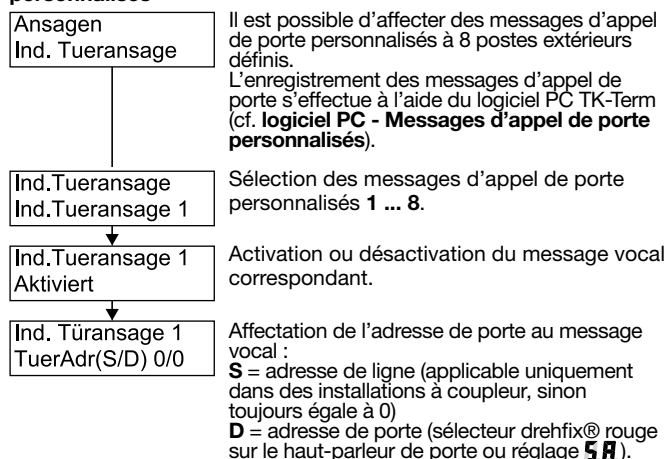 personnalisés
Ansagen
Ind. Tueransage
Il est possible d’affecter des messages d’appel
de porte personnalisés à 8 postes extérieurs
définis.
L’enregistrement des messages d’appel de
porte s’effectue à l’aide du logiciel PC TK-Term
(cf. logiciel PC - Messages d’appel de porte
personnalisés).
Ind.Tueransage
Ind.Tueransage 1
Sélection des messages d’appel de porte
personnalisés 1 ... 8.
Ind.Tueransage 1
Aktiviert
Activation ou désactivation du message vocal
correspondant.
Ind. Türansage 1
TuerAdr(S/D) 0/0
Affectation de l’adresse de porte au message
vocal :
S = adresse de ligne (applicable uniquement
dans des installations à coupleur, sinon
toujours égale à 0)
D = adresse de porte (sélecteur drehfix® rouge
sur le haut-parleur de porte ou réglage 5A).